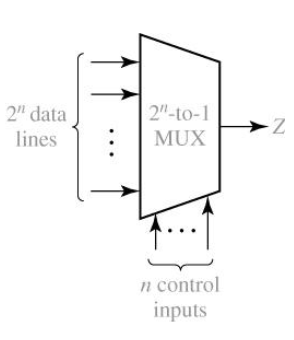 2ⁿ data
lines
2ⁿ-to-1
MUX
Z
n control
inputs